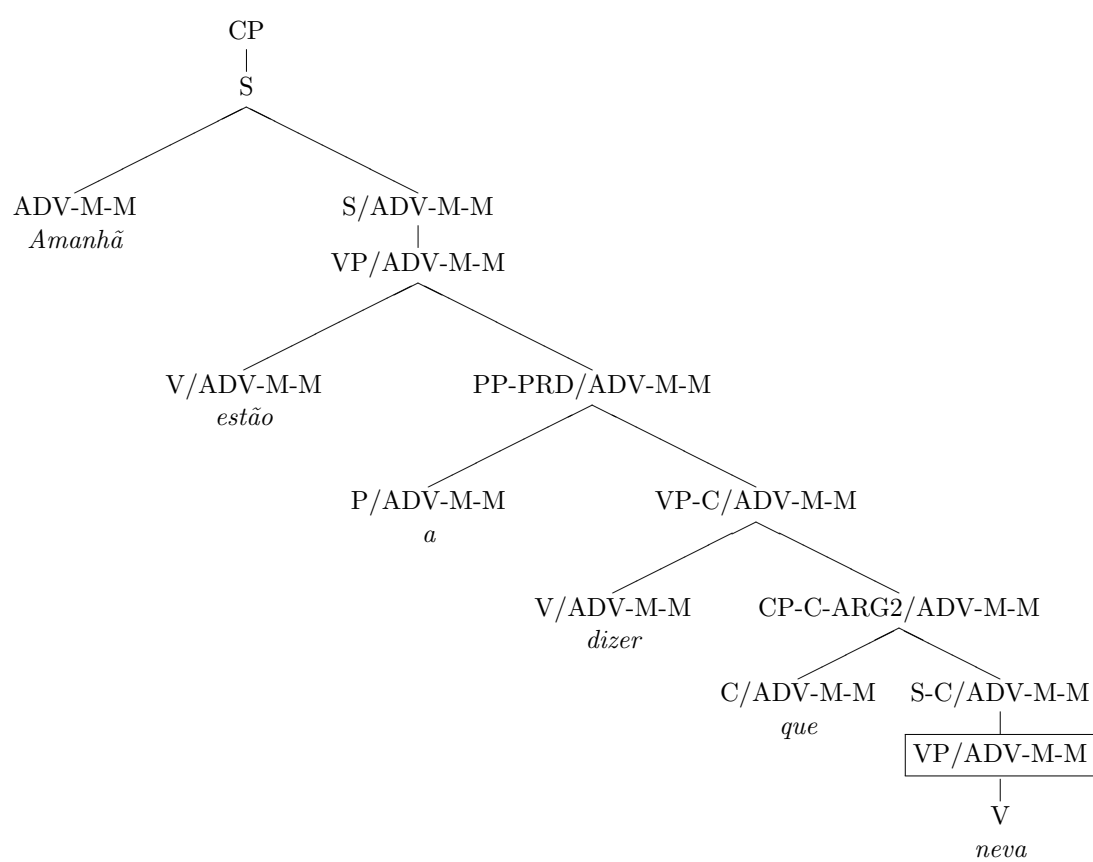 CP
S
ADV-M-M S/ADV-M-M
Amanhã
VP/ADV-M-M
V/ADV-M-M PP-PRD/ADV-M-M
estão
P/ADV-M-M VP-C/ADV-M-M
a
V/ADV-M-M CP-C-ARG2/ADV-M-M
dizer
C/ADV-M-M S-C/ADV-M-M
que
VP/ADV-M-M
V
neva